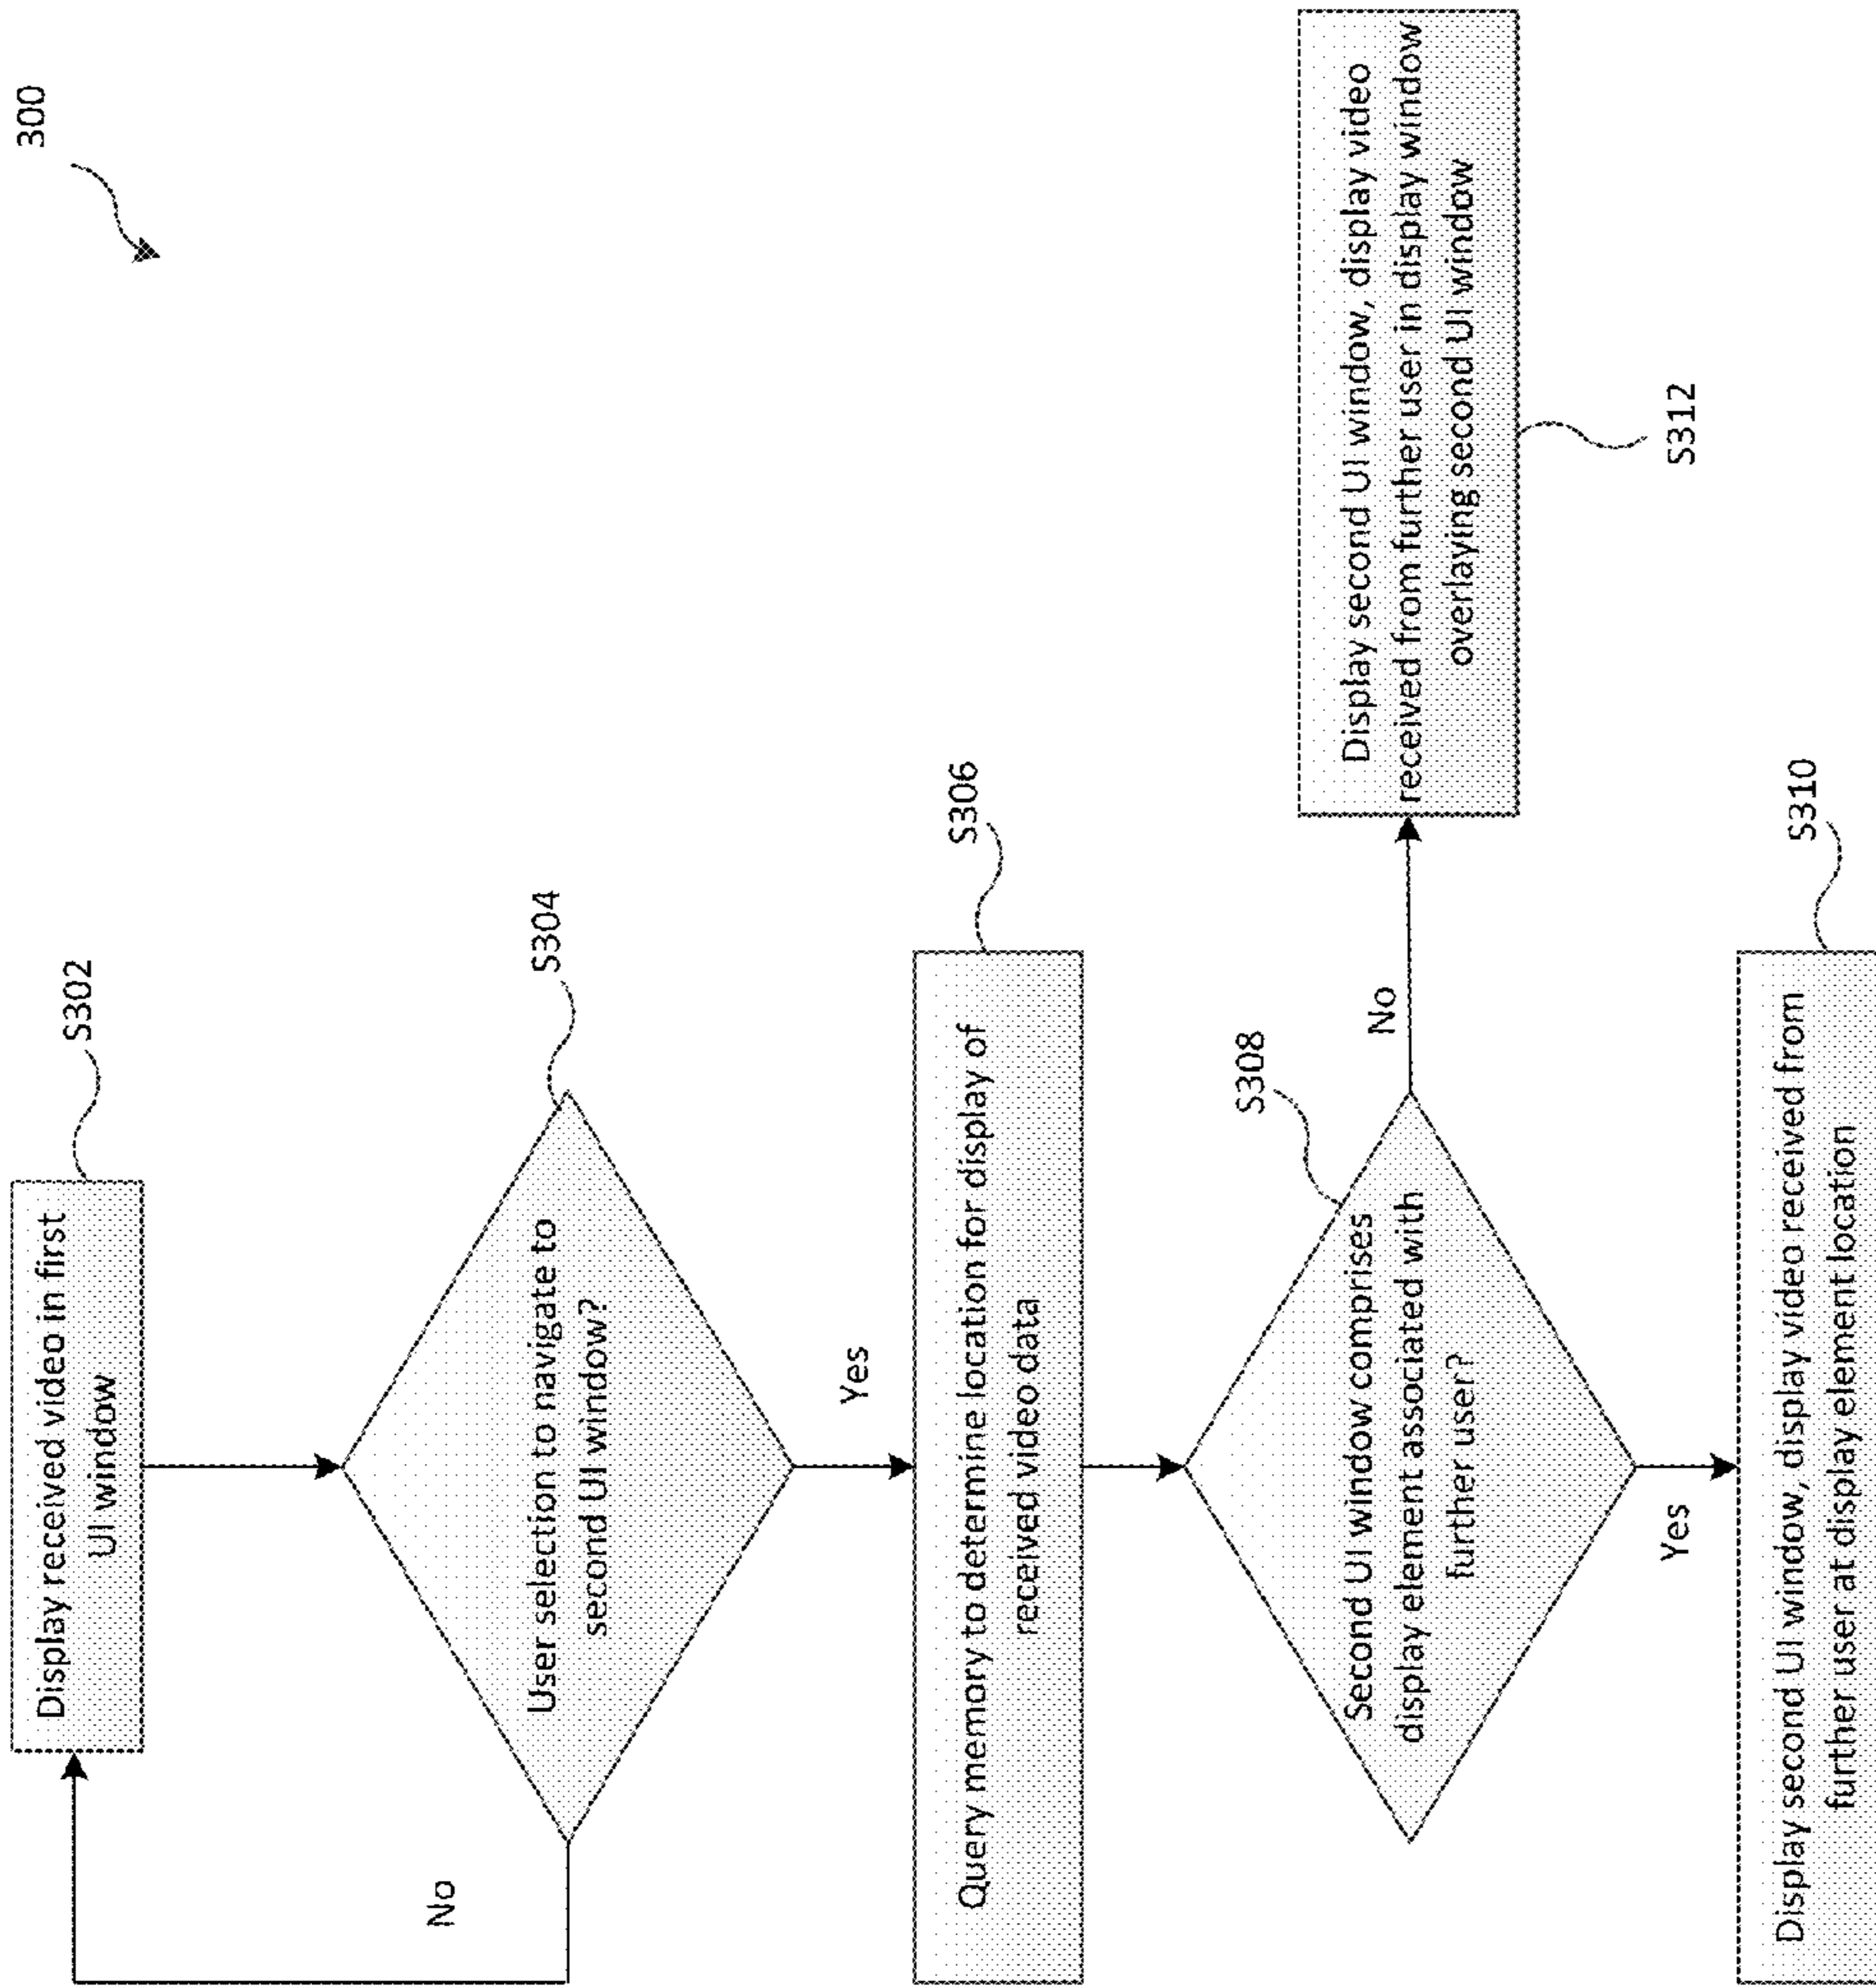 300
Display received video in first
UI window
S302
User selection to navigate to
second UI window?
S304
No
Yes
Query memory to determine location for display of
received video data
S306
Second UI window comprises
display element associated with
further user?
S308
No
Display second UI window, display video
received from further user in display window
overlaying second UI window
S312
Yes
Display second UI window, display video received from
further user at display element location
S310